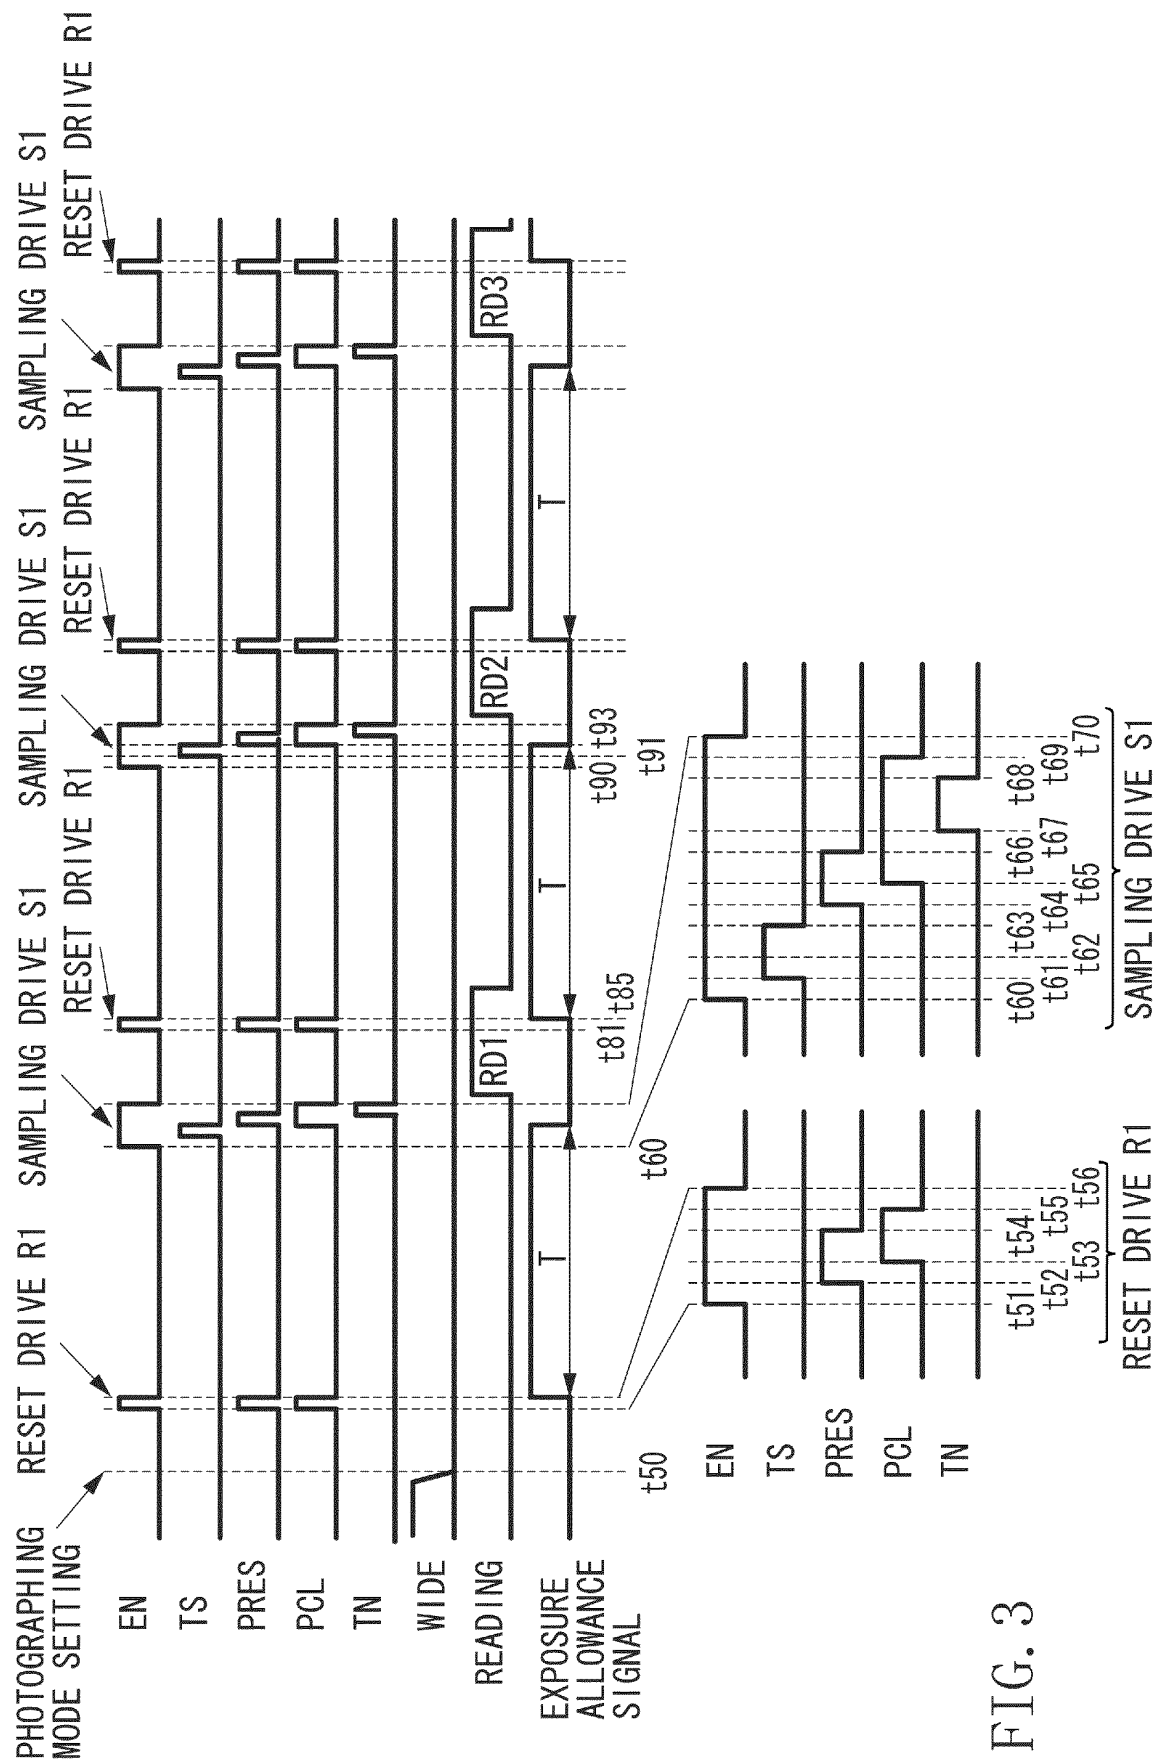 PHOTOGRAPHING
MODE SETTING
RESET DRIVE R1
SAMPLING DRIVE S1
RESET DRIVE R1
SAMPLING DRIVE S1
RESET DRIVE R1
SAMPLING DRIVE S1
RESET DRIVE R1
EN
TS
PRES
PCL
TN
WIDE
READING
RD1
RD2
RD3
EXPOSURE
ALLOWANCE
SIGNAL
T
T
T
t50
t60
t81
t85
t90
t91
t93
EN
TS
PRES
PCL
TN
t51
t52
t53
t54
t55
t56
RESET DRIVE R1
t60
t61
t62
t63
t64
t65
t66
t67
t68
t69
t70
SAMPLING DRIVE S1
FIG. 3